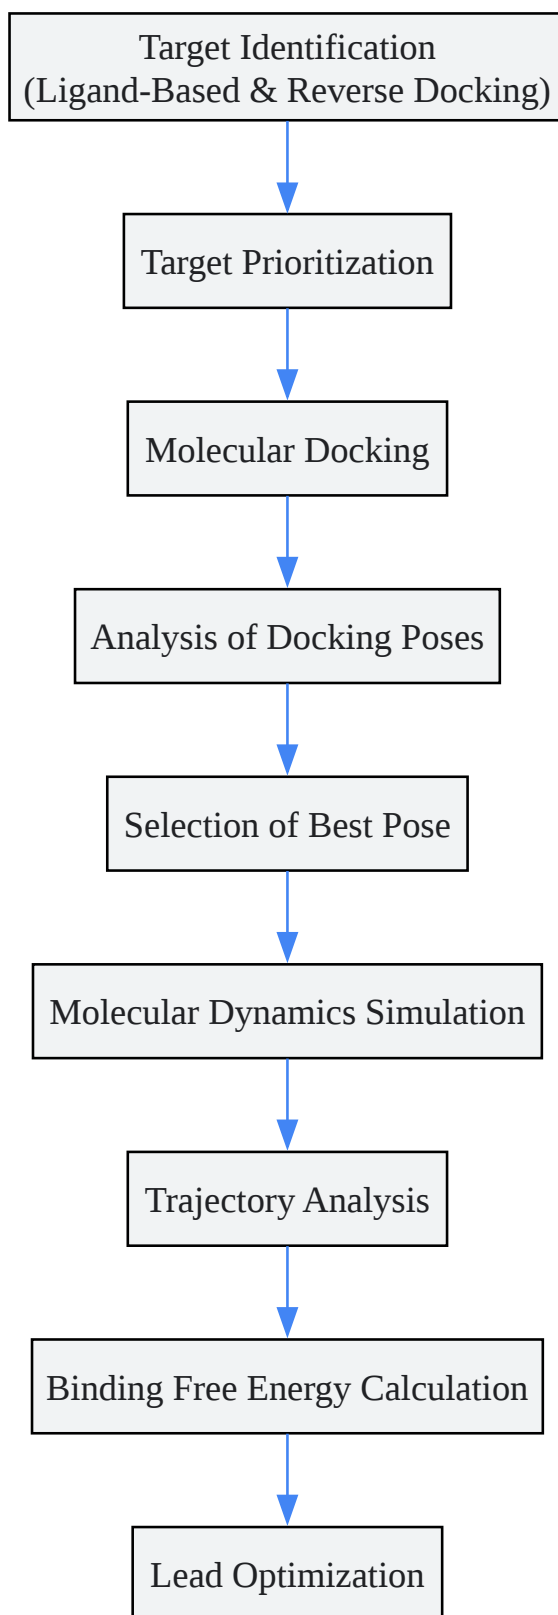 Target Identification
(Ligand-Based & Reverse Docking)
Target Prioritization
Molecular Docking
Analysis of Docking Poses
Selection of Best Pose
Molecular Dynamics Simulation
Trajectory Analysis
Binding Free Energy Calculation
Lead Optimization